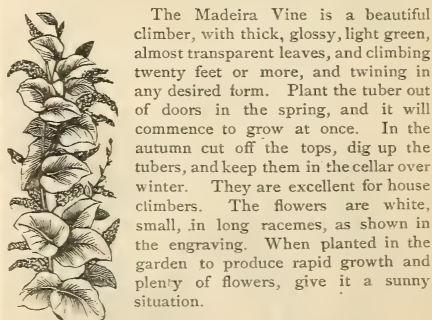 The Madeira Vine is a beautiful
climber, with thick, glossy, light green,
almost transparent leaves, and climbing
twenty feet or more, and twining in
any desired form. Plant the tuber out
of doors in the spring, and it will
commence to grow at once. In the
autumn cut off the tops, dig up the
tubers, and keep them in the cellar over
winter. They are excellent for house
climbers. The flowers are white,
small, in long racemes, as shown in
the engraving. When planted in the
garden to produce rapid growth and
plenty of flowers, give it a sunny
situation.